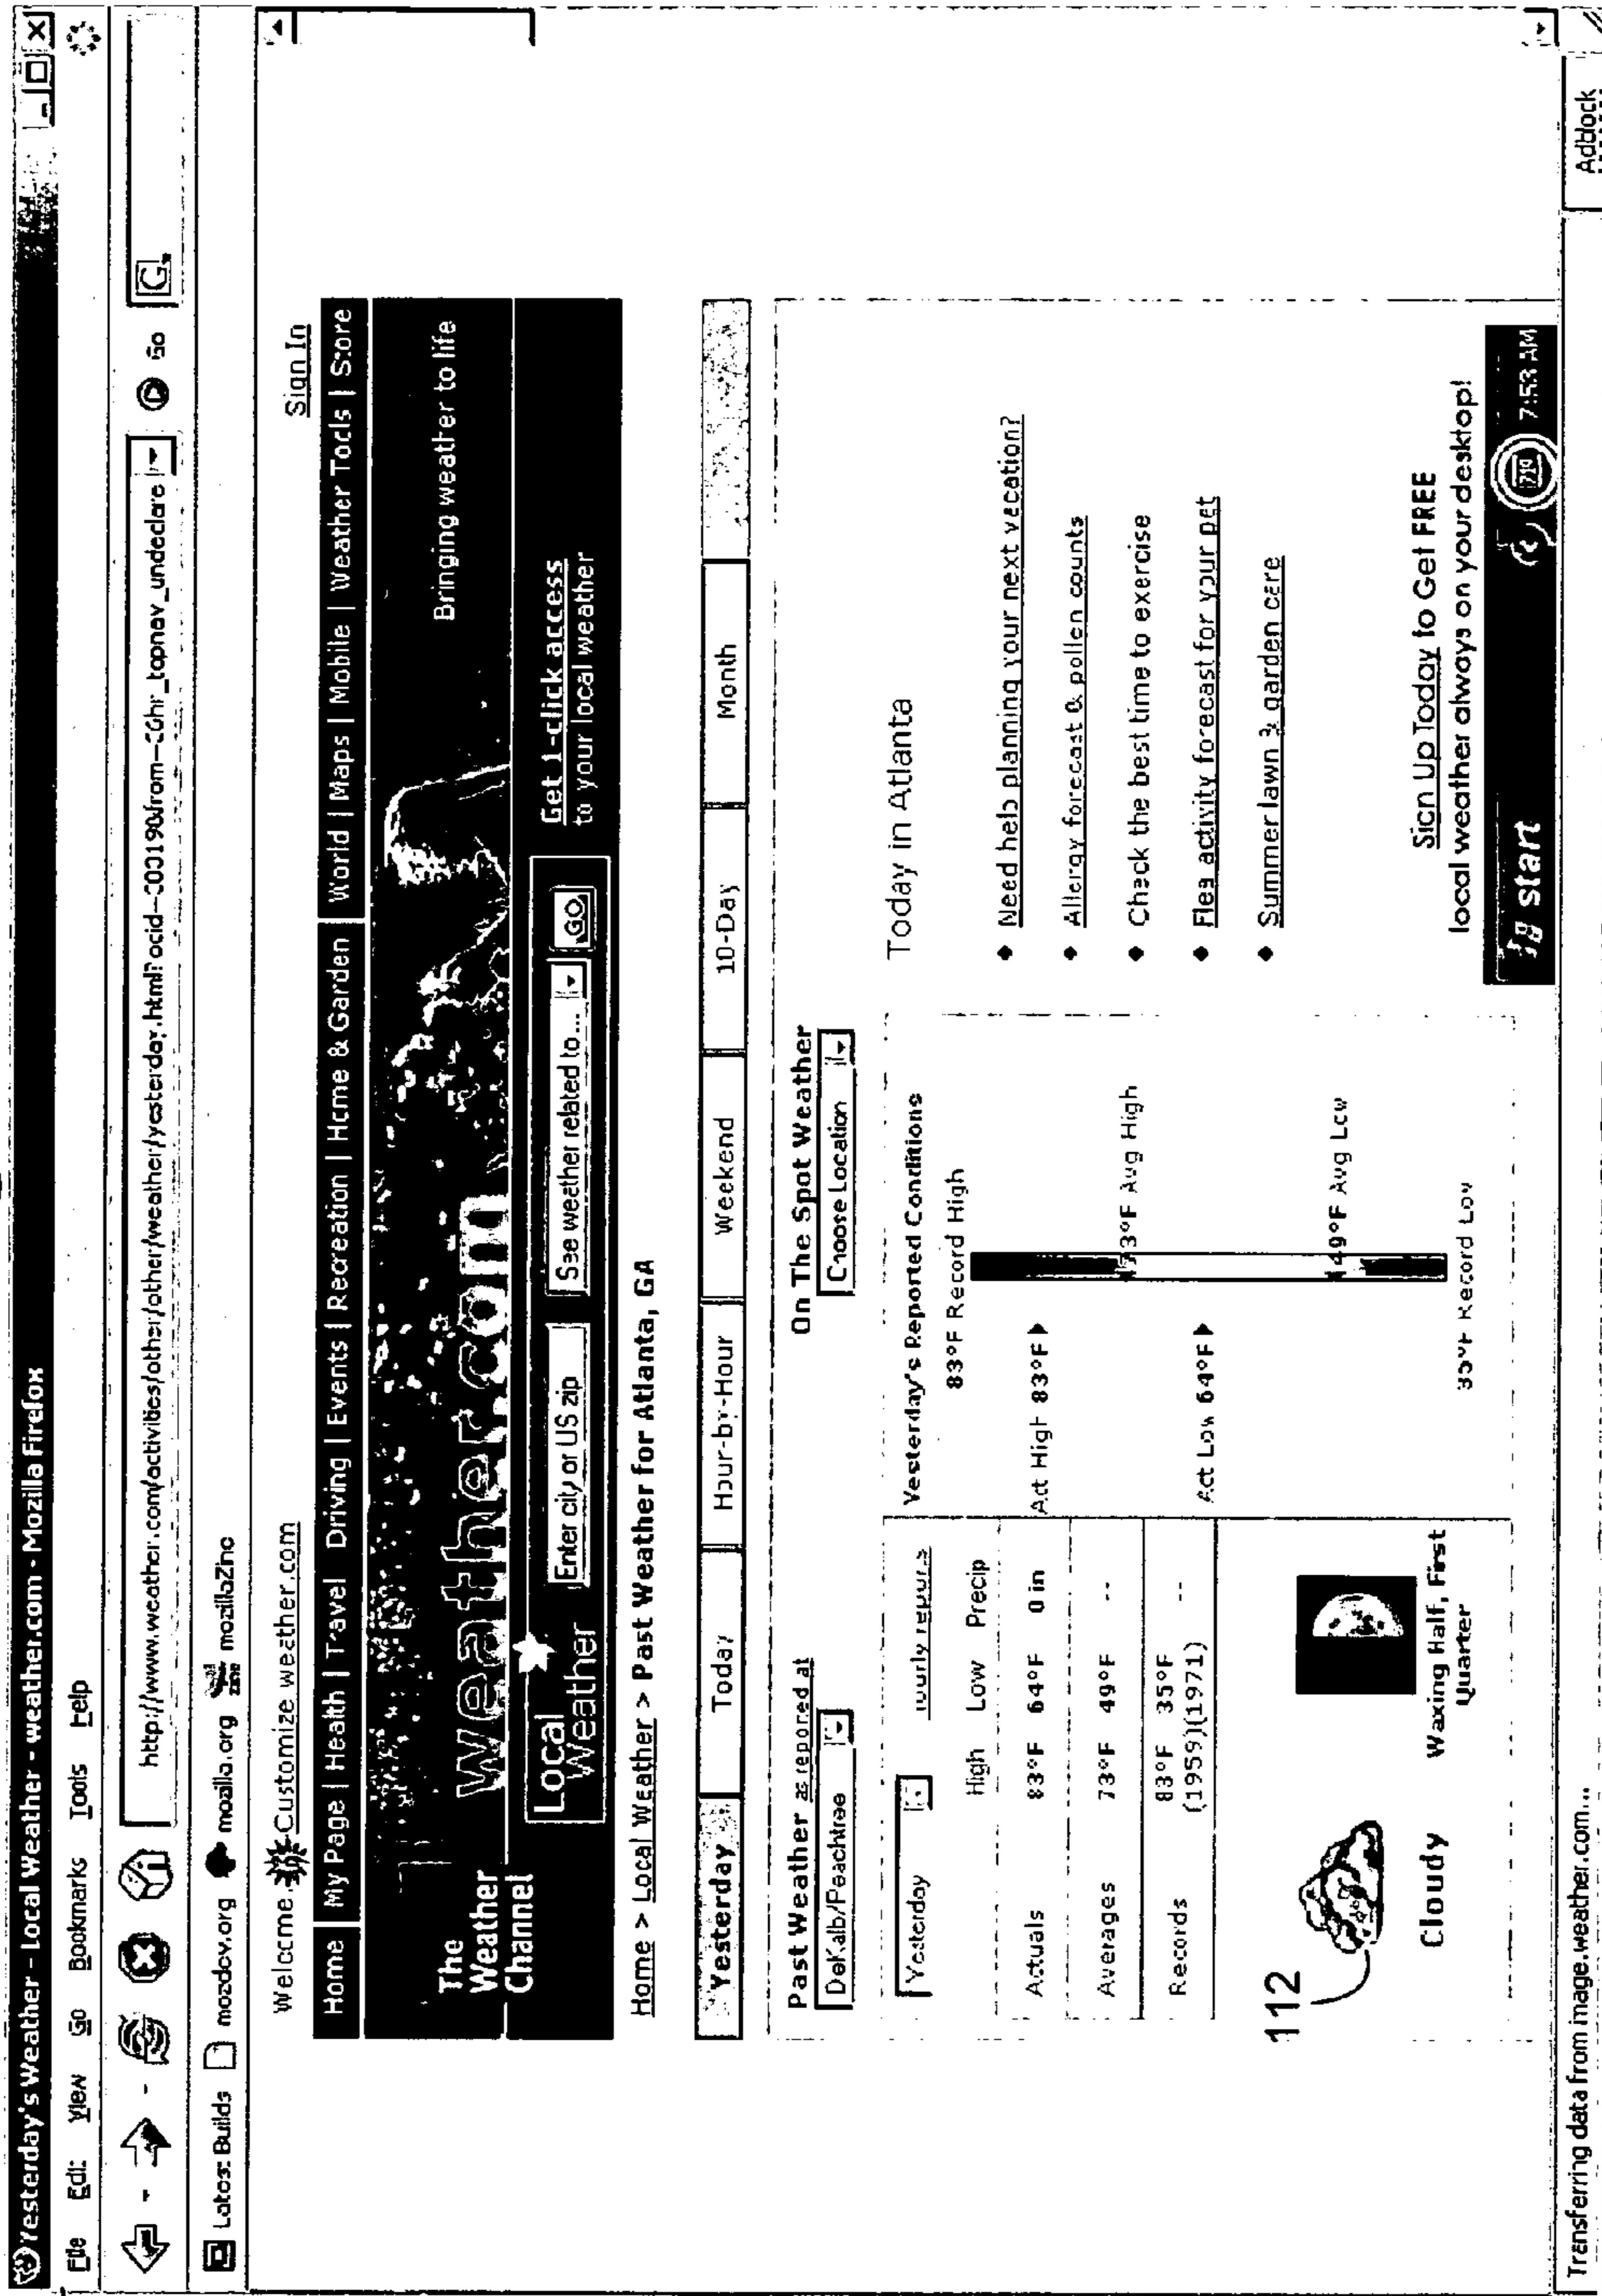 Yesterday's Weather - Local Weather - weather.com - Mozilla Firefox
File Edit View Go Bookmarks Tools Help
Go G
mozdev.org mozilla.org mozillaZine
Welcome. Customize weather.com Sign In
Home | My Page | Health | Travel Driving | Events | Recreation | Home & Garden | World | Maps | Mobile | Weather Tools | Store
The Weather Channel
weather.com
Bringing weather to life
Local Weather
Enter city or US zip
See weather related to...
GO
Get 1-click access
to your local weather
Home > Local Weather > Past Weather for Atlanta, GA
Yesterday Today Hour-by-Hour Weekend 10-Day Month
Past Weather as reported at
DeKalb/Peachtree
On The Spot Weather
Choose Location
Yesterday
High Low Precip
Actuals 83°F 64°F 0 in
Averages 73°F 49°F --
Records 83°F 35°F --
(1959)(1971)
112
Cloudy
Waxing Half, First
Quarter
Yesterday's Reported Conditions
83°F Record High
Act High 83°F
73°F Avg High
Act Low 64°F
49°F Avg Low
35°F Record Low
Today in Atlanta
Need help planning your next vacation?
Allergy forecast & pollen counts
Check the best time to exercise
Flea activity forecast for your pet
Summer lawn & garden care
Sign Up Today to Get FREE
local weather always on your desktop!
start
7:53 AM
Transferring data from image.weather.com...
Adblock